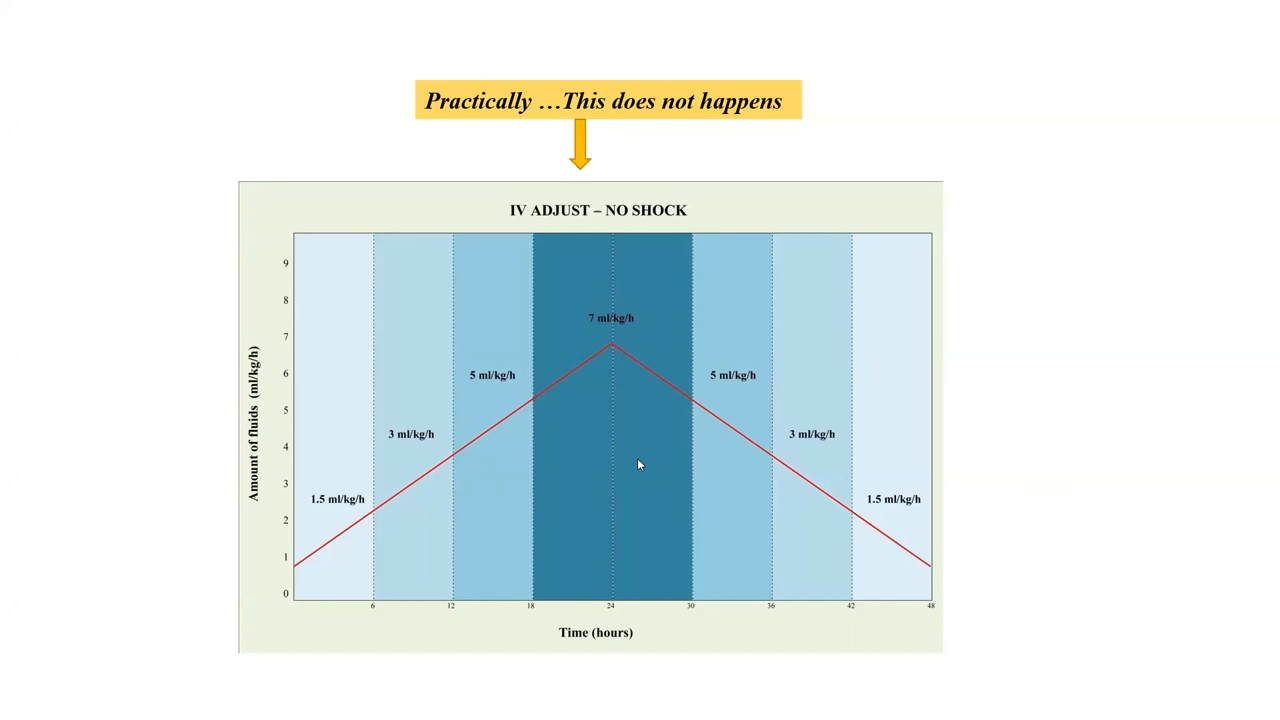 Practically …This does not happens
IV ADJUST – NO SHOCK
Amount of fluids (ml/kg/h)
9
8
7
6
5
4
3
2
1
0
7 ml/kg/h
5 ml/kg/h
5 ml/kg/h
3 ml/kg/h
3 ml/kg/h
1.5 ml/kg/h
1.5 ml/kg/h
6 12 18 24 30 36 42 48
Time (hours)